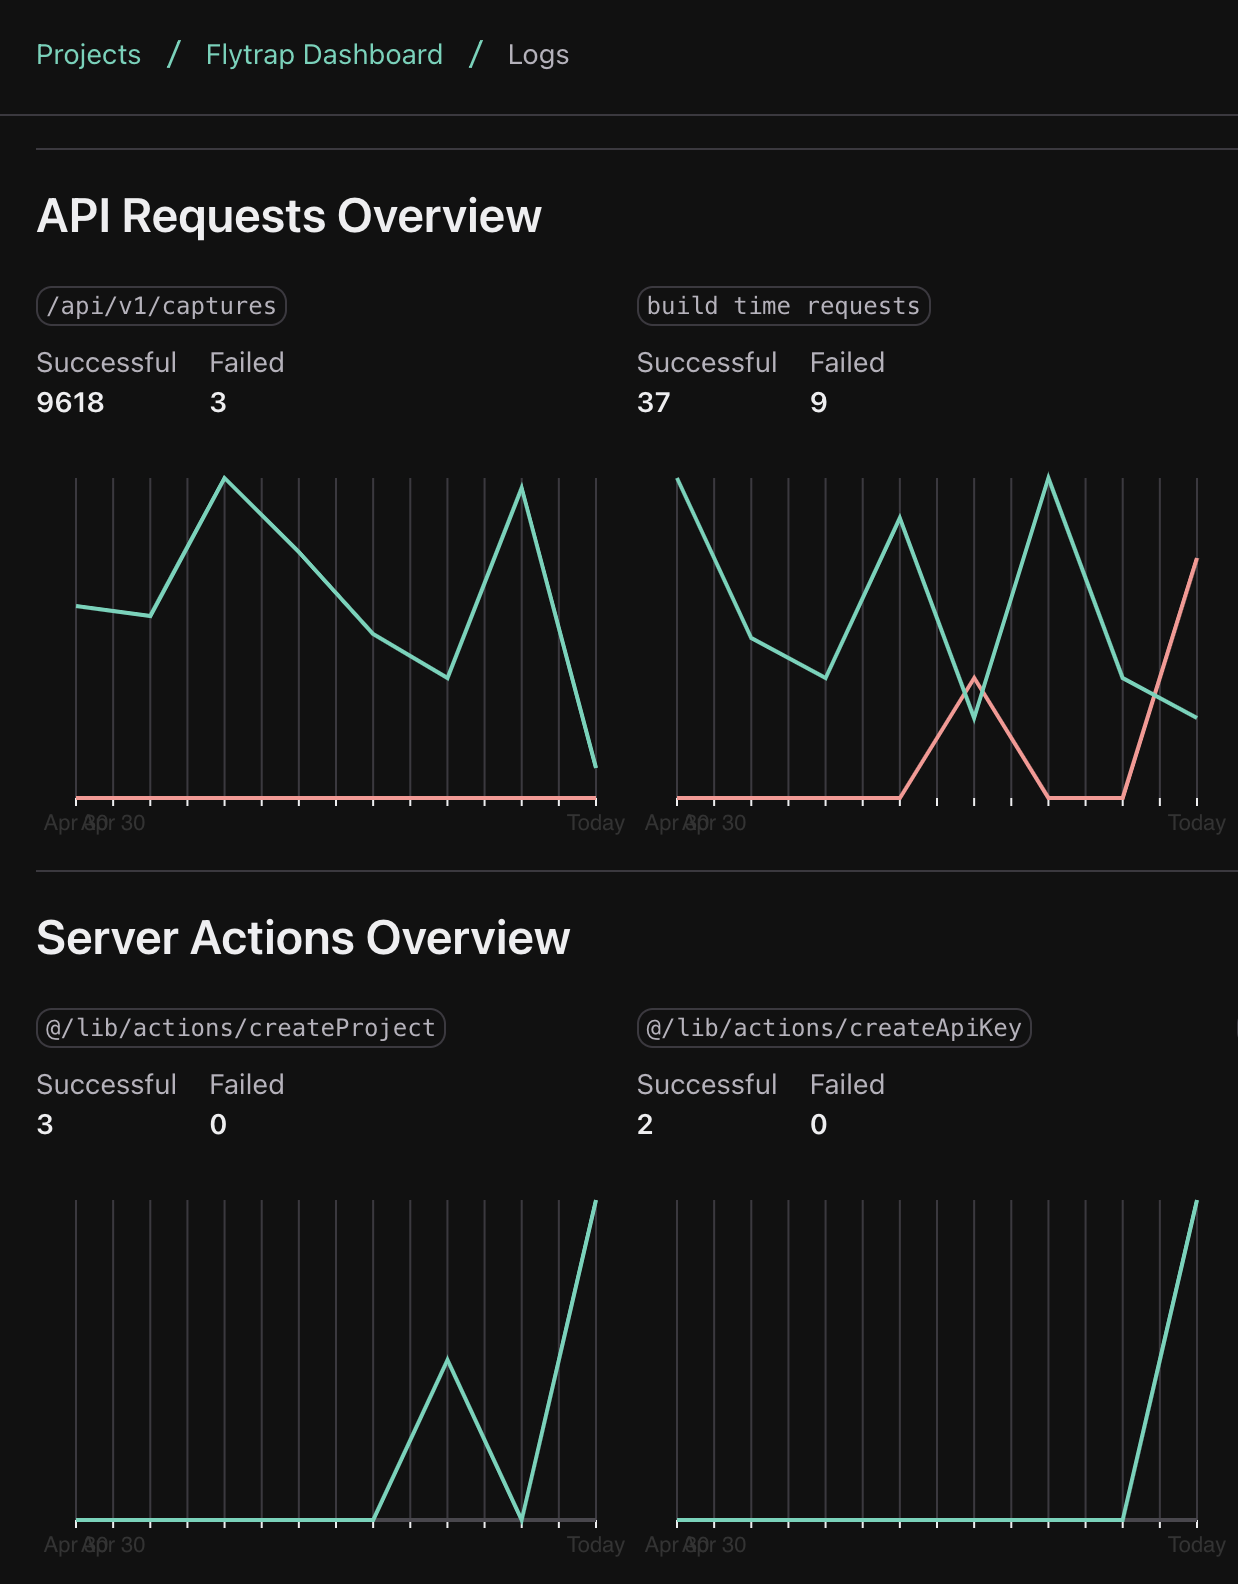 Projects / Flytrap Dashboard / Logs
API Requests Overview
/api/v1/captures
Successful Failed
9618 3
Apr 30 Apr 30 Today
build time requests
Successful Failed
37 9
Apr 30 Apr 30 Today
Server Actions Overview
@/lib/actions/createProject
Successful Failed
3 0
Apr 30 Apr 30 Today
@/lib/actions/createApiKey
Successful Failed
2 0
Apr 30 Apr 30 Today